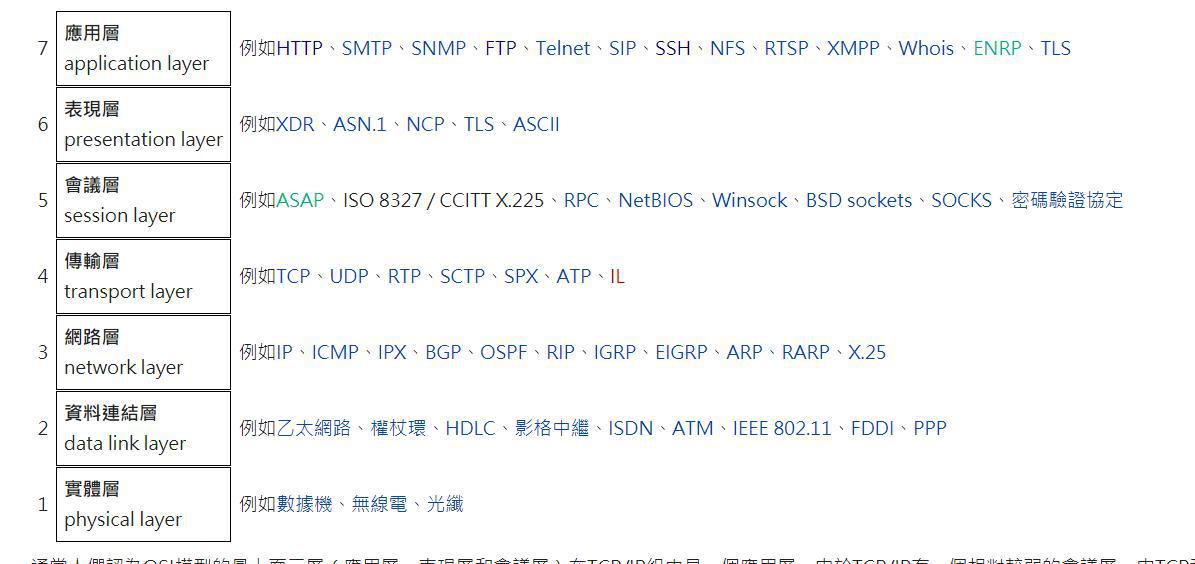 7
應用層
application layer
例如HTTP、SMTP、SNMP、FTP、Telnet、SIP、SSH、NFS、RTSP、XMPP、Whois、ENRP、TLS
6
表現層
presentation layer
例如XDR、ASN.1、NCP、TLS、ASCII
5
會議層
session layer
例如ASAP、ISO 8327 / CCITT X.225、RPC、NetBIOS、Winsock、BSD sockets、SOCKS、密碼驗證協定
4
傳輸層
transport layer
例如TCP、UDP、RTP、SCTP、SPX、ATP、IL
3
網路層
network layer
例如IP、ICMP、IPX、BGP、OSPF、RIP、IGRP、EIGRP、ARP、RARP、X.25
2
資料連結層
data link layer
例如乙太網路、權杖環、HDLC、影格中繼、ISDN、ATM、IEEE 802.11、FDDI、PPP
1
實體層
physical layer
例如數據機、無線電、光纖